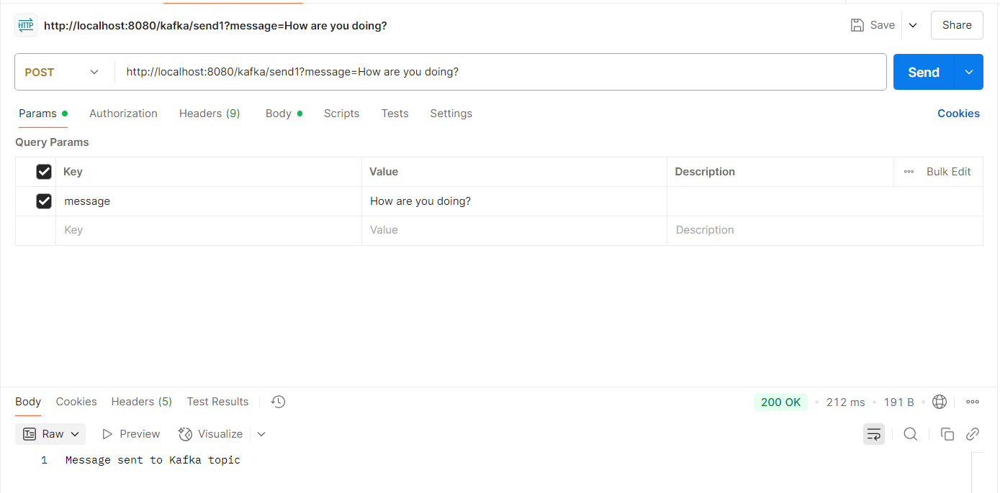 HTTP http://localhost:8080/kafka/send1?message=How are you doing? Save Share
POST http://localhost:8080/kafka/send1?message=How are you doing? Send
Params Authorization Headers (9) Body Scripts Tests Settings Cookies
Query Params
Key Value Description Bulk Edit
message How are you doing?
Key Value Description
Body Cookies Headers (5) Test Results 200 OK 212 ms 191 B
Raw Preview Visualize
1 Message sent to Kafka topic